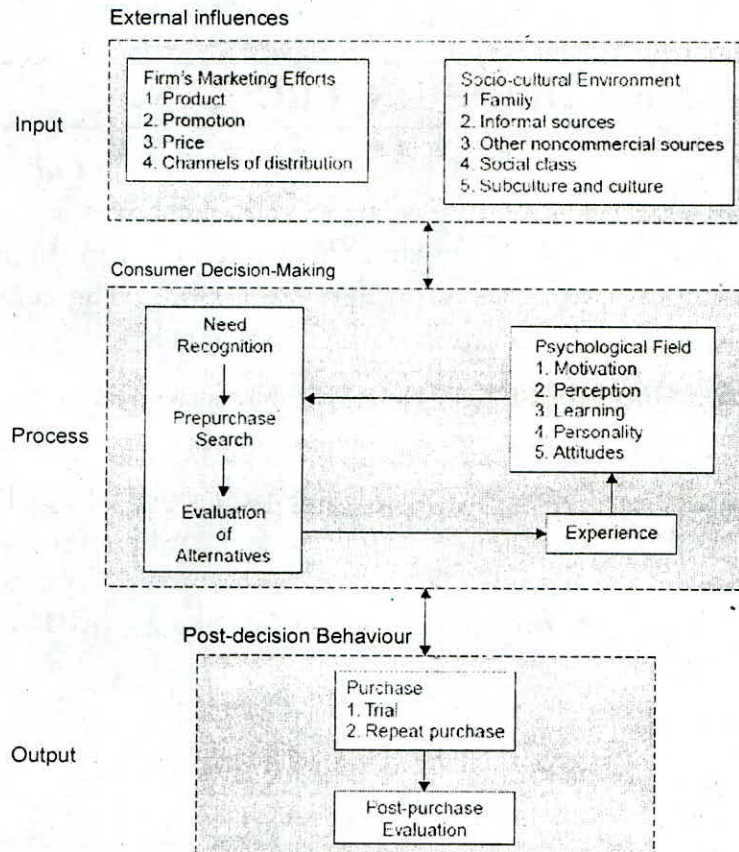 External influences
Input
Firm's Marketing Efforts
1. Product
2. Promotion
3. Price
4. Channels of distribution
Socio-cultural Environment
1 Family
2. Informal sources
3. Other noncommercial sources
4. Social class
5. Subculture and culture
Consumer Decision-Making
Process
Need
Recognition
Prepurchase
Search
Evaluation
of
Alternatives
Psychological Field
1. Motivation
2. Perception
3. Learning
4. Personality
5. Attitudes
Experience
Post-decision Behaviour
Output
Purchase
1. Trial
2. Repeat purchase
Post-purchase
Evaluation